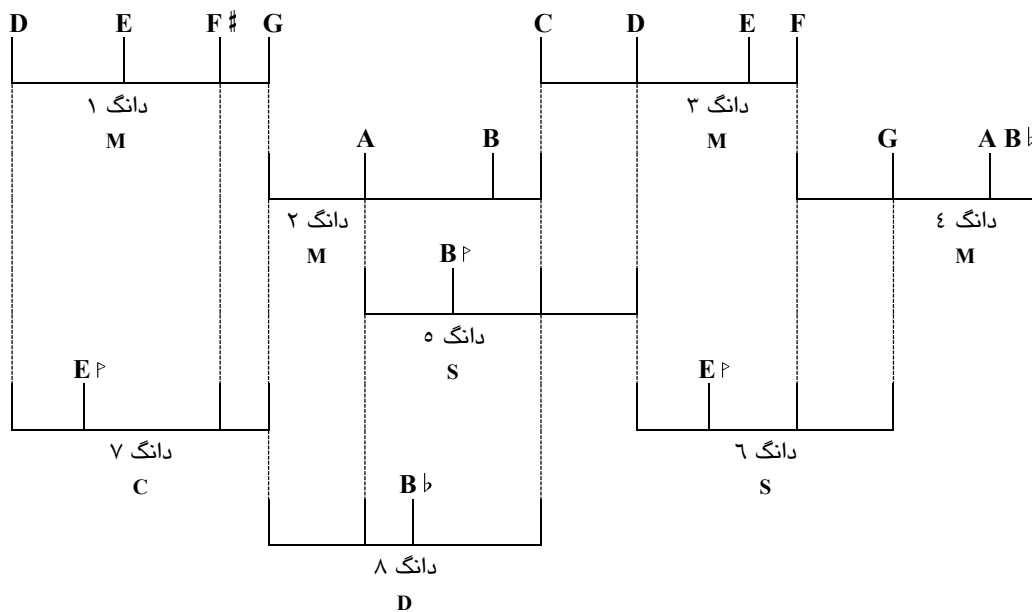 D E F♯ G C D E F
دانگ ۱
M
دانگ ۳
M
A B G A B♭
دانگ ۲
M
دانگ ٤
M
B𝄳
دانگ ٥
S
E𝄳 E𝄳
دانگ ۷
C
دانگ ٦
S
B♭
دانگ ۸
D